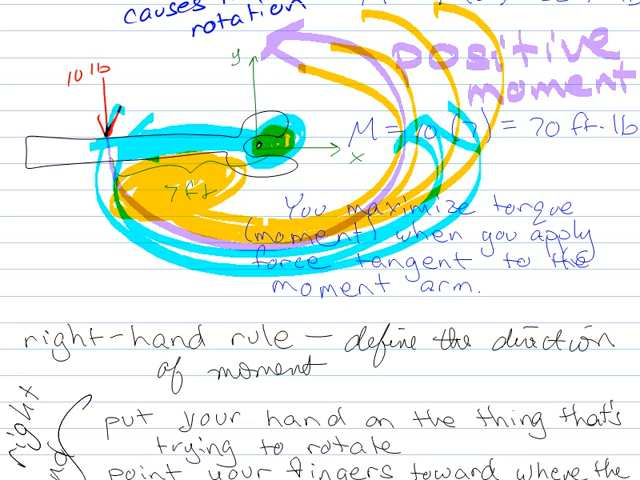 causes
rotation
positive
moment
10 lb
y
x
M = 10 (7) = 70 ft·lb
7 ft
You maximize torque
(moment) when you apply
force tangent to the
moment arm.
right-hand rule — define the direction
of moment
right
put your hand on the thing that's
trying to rotate
point your fingers toward where the